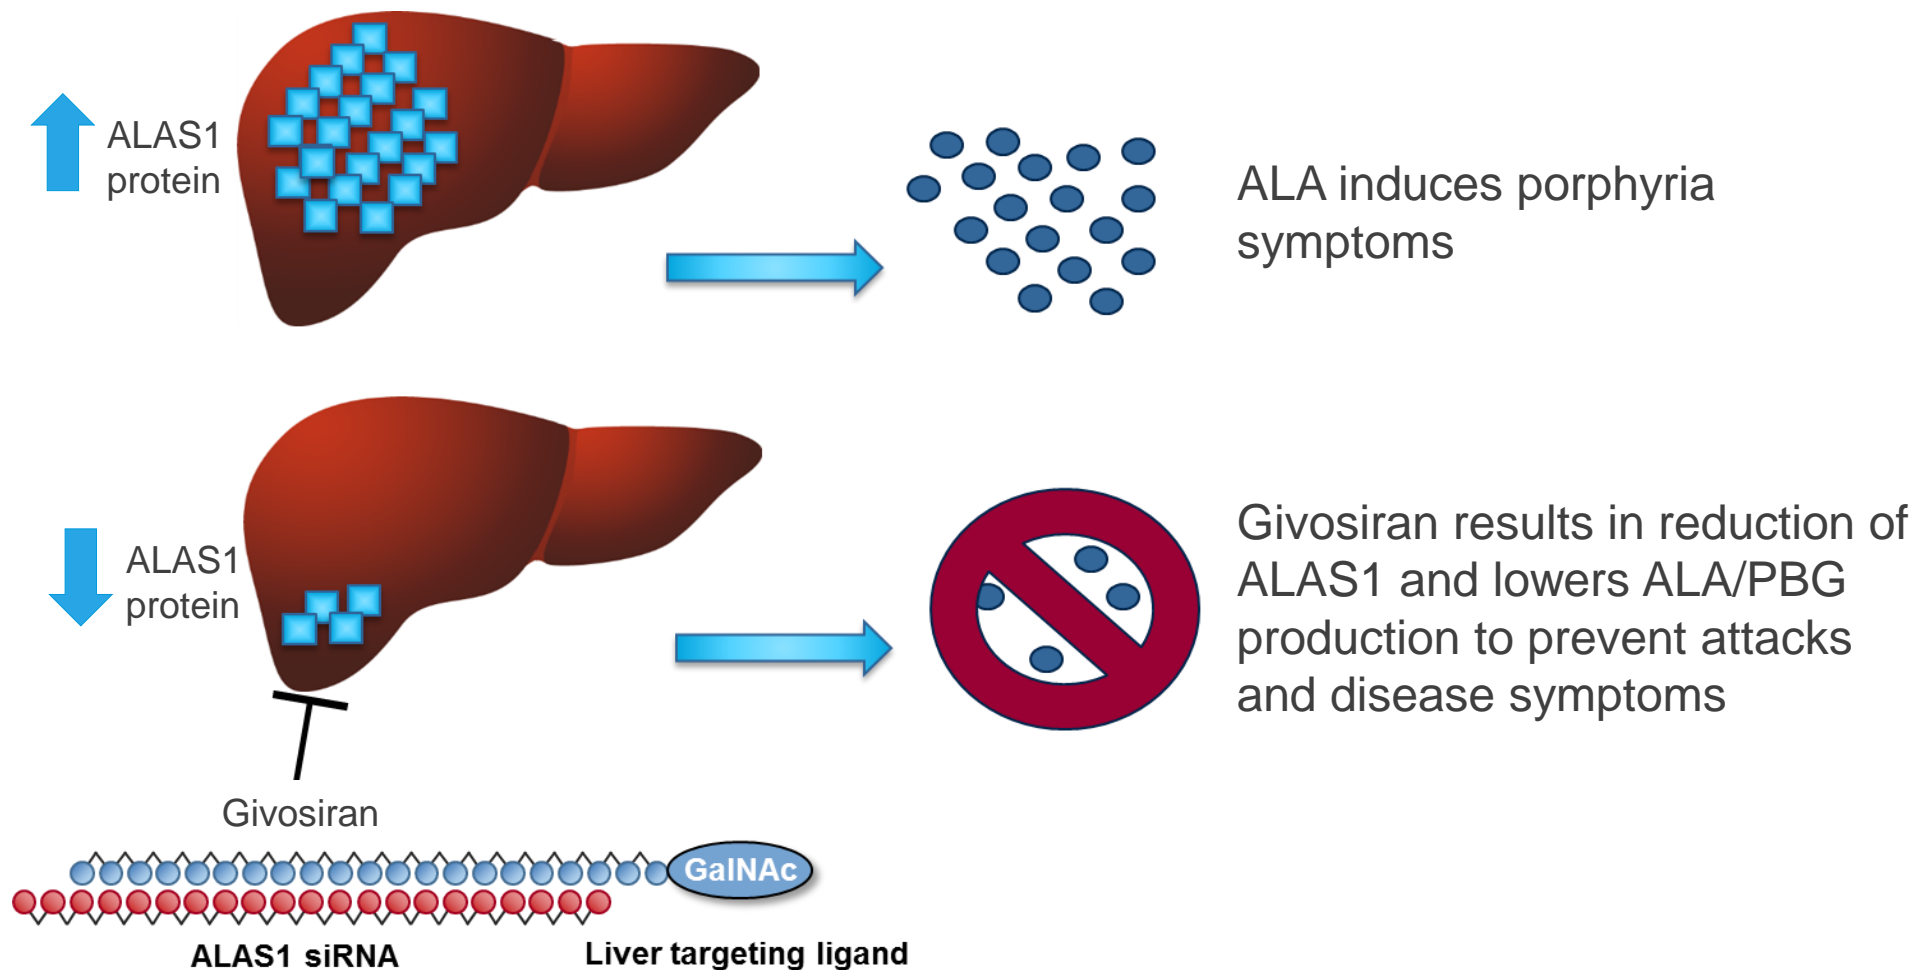 ALAS1
protein
ALA induces porphyria
symptoms
ALAS1
protein
Givosiran results in reduction of
ALAS1 and lowers ALA/PBG
production to prevent attacks
and disease symptoms
Givosiran
GalNAc
ALAS1 siRNA
Liver targeting ligand